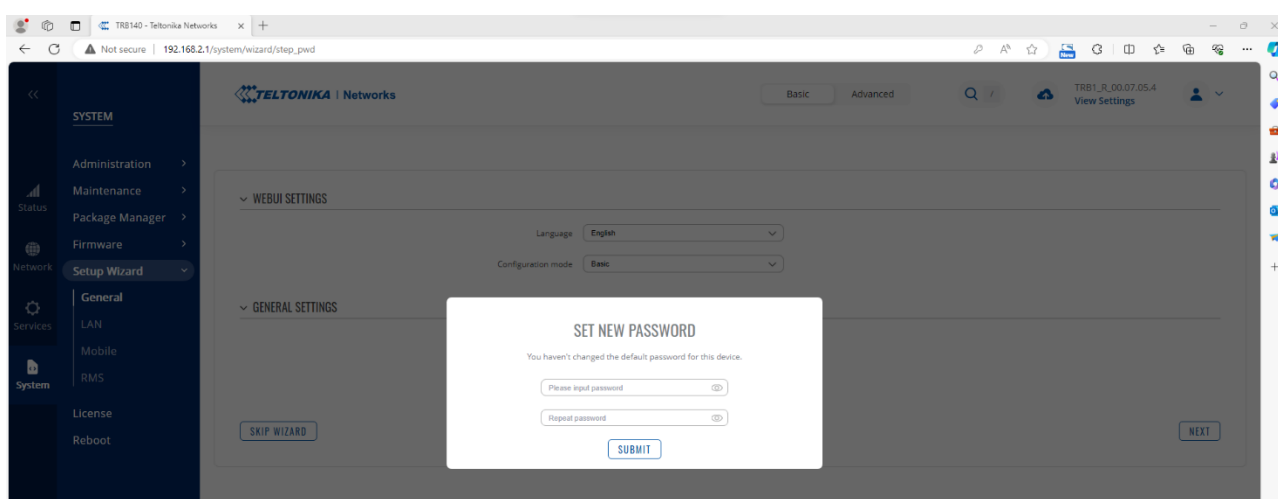 TRB140 - Teltonika Networks
Not secure 192.168.2.1/system/wizard/step_pwd
New
SYSTEM
Administration
Maintenance
Package Manager
Firmware
Setup Wizard
General
LAN
Mobile
RMS
License
Reboot
Status
Network
Services
System
TELTONIKA | Networks
Basic Advanced
/
TRB1_R_00.07.05.4
View Settings
WEBUI SETTINGS
Language English
Configuration mode Basic
GENERAL SETTINGS
SET NEW PASSWORD
You haven't changed the default password for this device.
Please input password
Repeat password
SUBMIT
SKIP WIZARD
NEXT